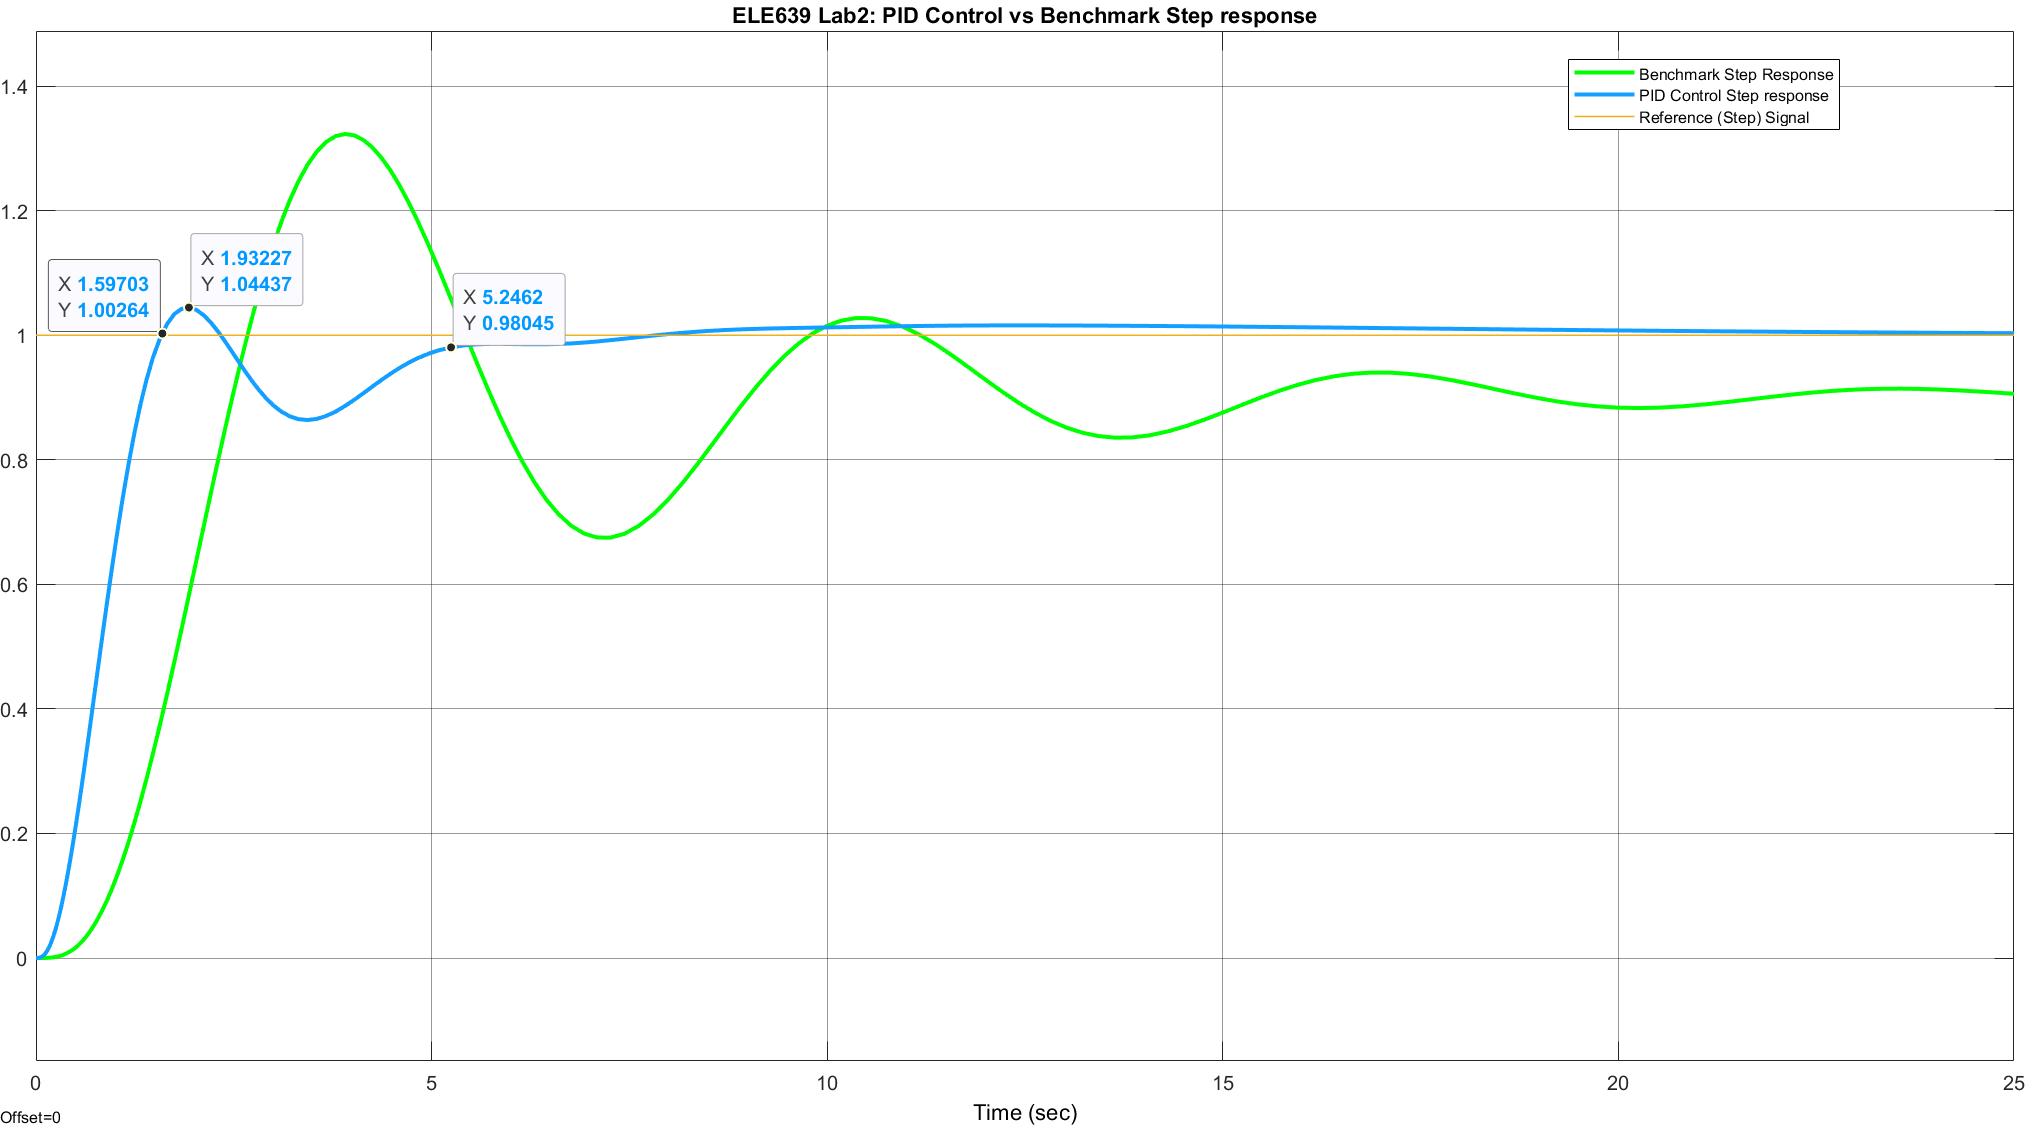 ELE639 Lab2: PID Control vs Benchmark Step response
Benchmark Step Response
PID Control Step response
Reference (Step) Signal
1.4
1.2
1
0.8
0.6
0.4
0.2
0
X 1.59703
Y 1.00264
X 1.93227
Y 1.04437
X 5.2462
Y 0.98045
0 5 10 15 20 25
Time (sec)
Offset=0